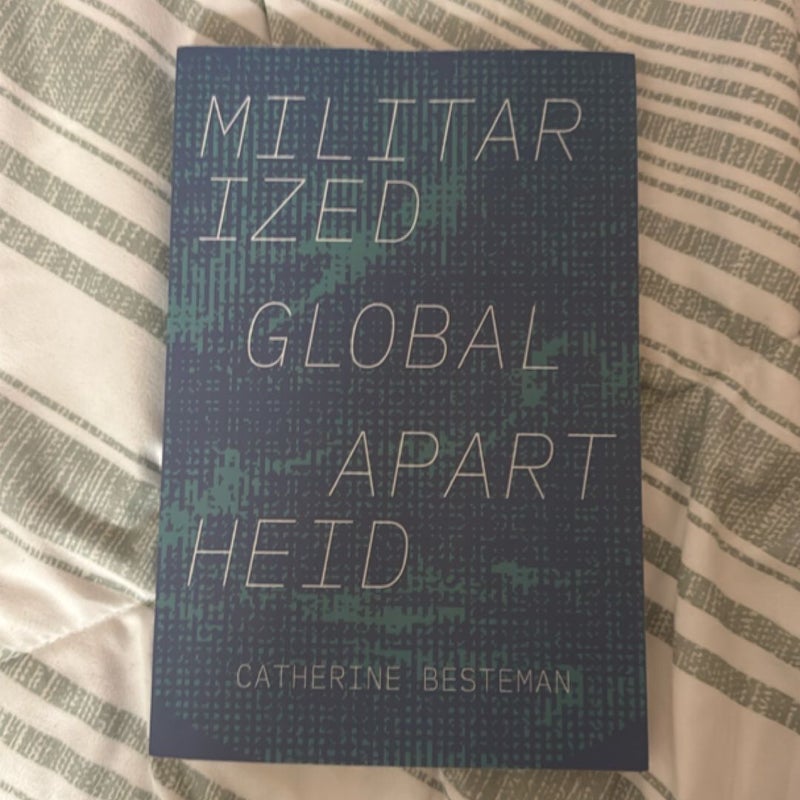 MILITAR
IZED
GLOBAL
APART
HEID
CATHERINE BESTEMAN